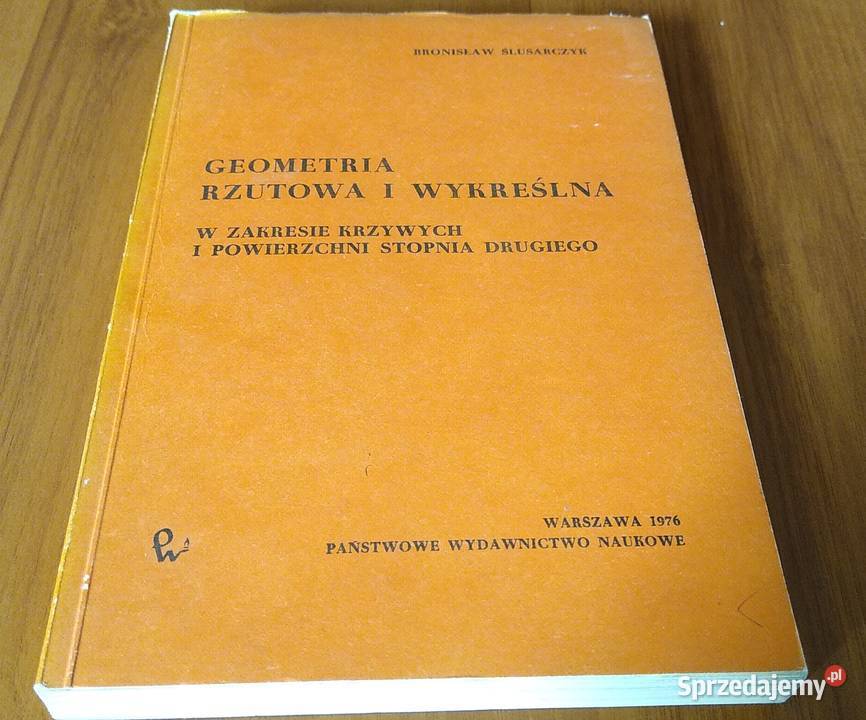 BRONISŁAW ŚLUSARCZYK
GEOMETRIA
RZUTOWA I WYKREŚLNA
W ZAKRESIE KRZYWYCH
I POWIERZCHNI STOPNIA DRUGIEGO
WARSZAWA 1976
PAŃSTWOWE WYDAWNICTWO NAUKOWE
Sprzedajemy.pl